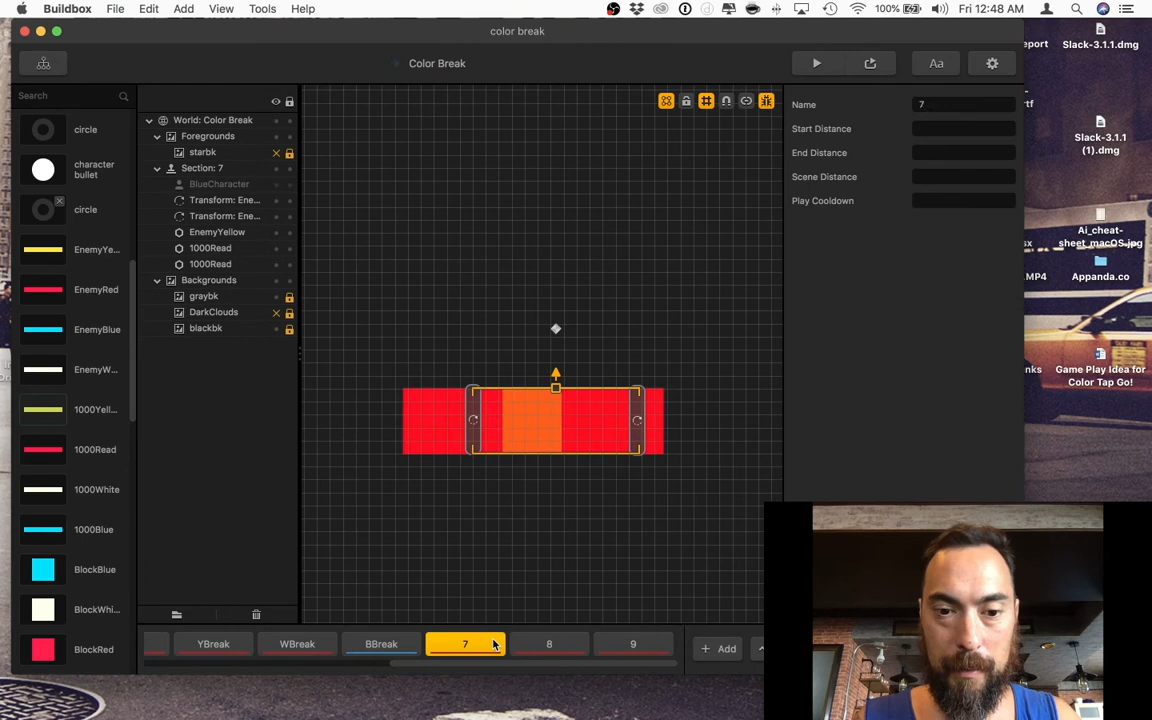 Buildbox File Edit View Tools Help
100% Fri 12:48 AM
color break
Color Break
Aa
Search
circle
character
bullet
circle
EnemyYe...
EnemyRed
EnemyBlue
EnemyW...
1000Yell...
1000Read
1000White
1000Blue
BlockBlue
BlockWhi...
BlockRed
World: Color Break
Foregrounds
starbk
Section: 7
BlueCharacter
Transform: Ene...
Transform: Ene...
EnemyYellow
1000Read
1000Read
Backgrounds
graybk
DarkClouds
blackbk
Name 7
Start Distance
End Distance
Scene Distance
Play Cooldown
YBreak WBreak BBreak 7 8 9
+ Add
eport
Slack-3.1.1.dmg
rtf
Slack-3.1.1
(1).dmg
Ai_cheat-
sheet_macOS.jpg
sx
.MP4
Appanda.co
nks
Game Play Idea for
Color Tap Go!